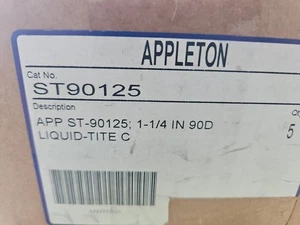 APPLETON
Cat No.
ST90125
Description
APP ST-90125; 1-1/4 IN 90D
LIQUID-TITE C
5